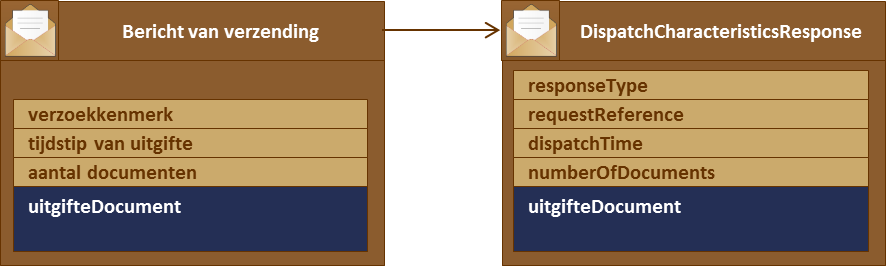 Bericht van verzending
verzoekkenmerk
tijdstip van uitgifte
aantal documenten
uitgifteDocument
DispatchCharacteristicsResponse
responseType
requestReference
dispatchTime
numberOfDocuments
uitgifteDocument